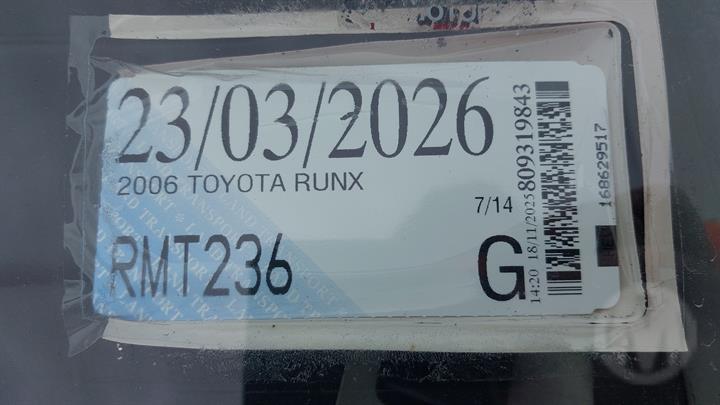 23/03/2026
2006 TOYOTA RUNX
7/14
RMT236
G
14:20 18/11/2025
809319843
168629517